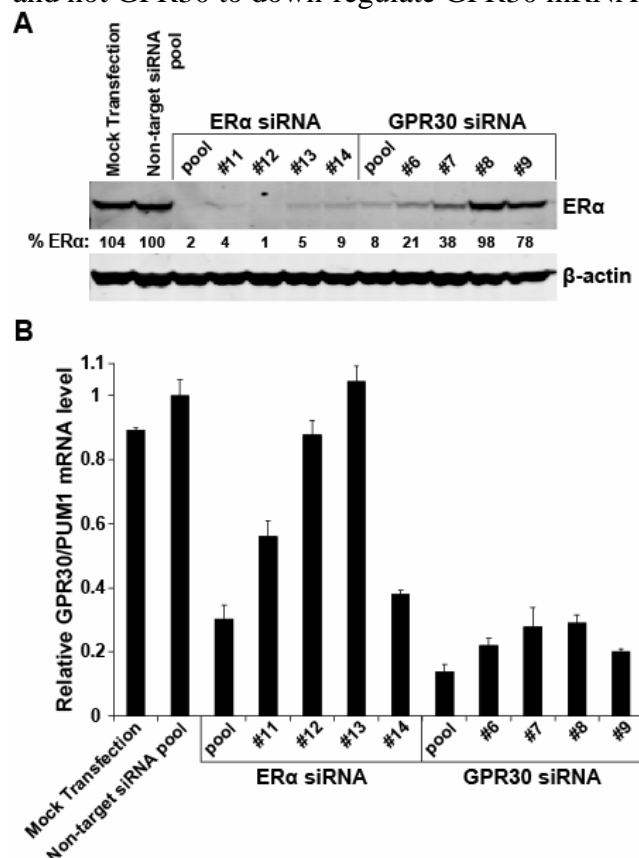 and not GPR30 to down-regulate GPR30 mRNA
A
Mock Transfection
Non-target siRNA
pool
ERα siRNA
GPR30 siRNA
pool #11 #12 #13 #14 pool #6 #7 #8 #9
ERα
% ERα: 104 100 2 4 1 5 9 8 21 38 98 78
β-actin
B
Relative GPR30/PUM1 mRNA level
1.1
1
0.8
0.6
0.4
0.2
0
Mock Transfection
Non-target siRNA pool
pool #11 #12 #13 #14 pool #6 #7 #8 #9
ERα siRNA
GPR30 siRNA